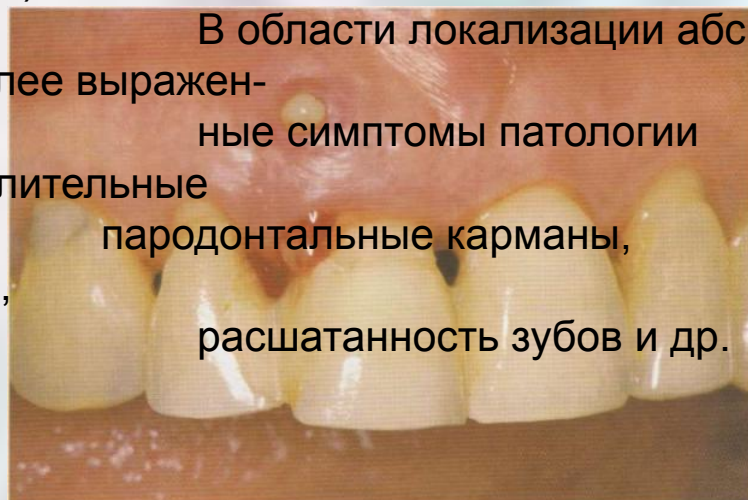 В области локализации абс
лее выражен-
ные симптомы патологии
лительные
пародонтальные карманы,
,
расшатанность зубов и др.